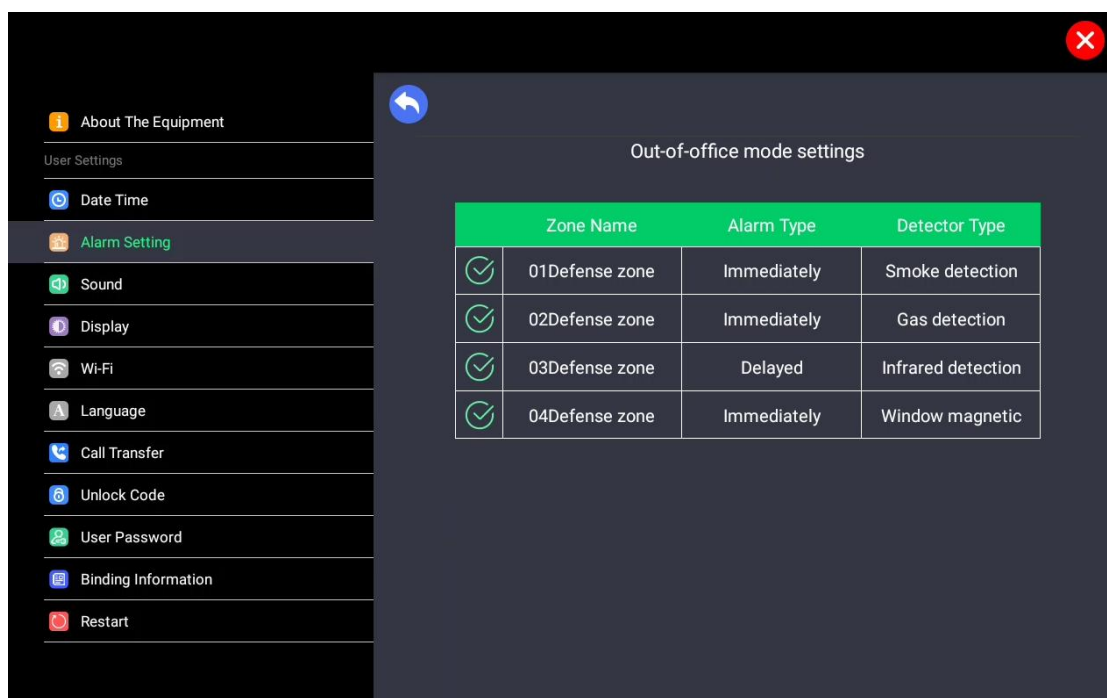 About The Equipment
User Settings
Date Time
Alarm Setting
Sound
Display
Wi-Fi
Language
Call Transfer
Unlock Code
User Password
Binding Information
Restart
Out-of-office mode settings
Zone Name Alarm Type Detector Type
01Defense zone Immediately Smoke detection
02Defense zone Immediately Gas detection
03Defense zone Delayed Infrared detection
04Defense zone Immediately Window magnetic